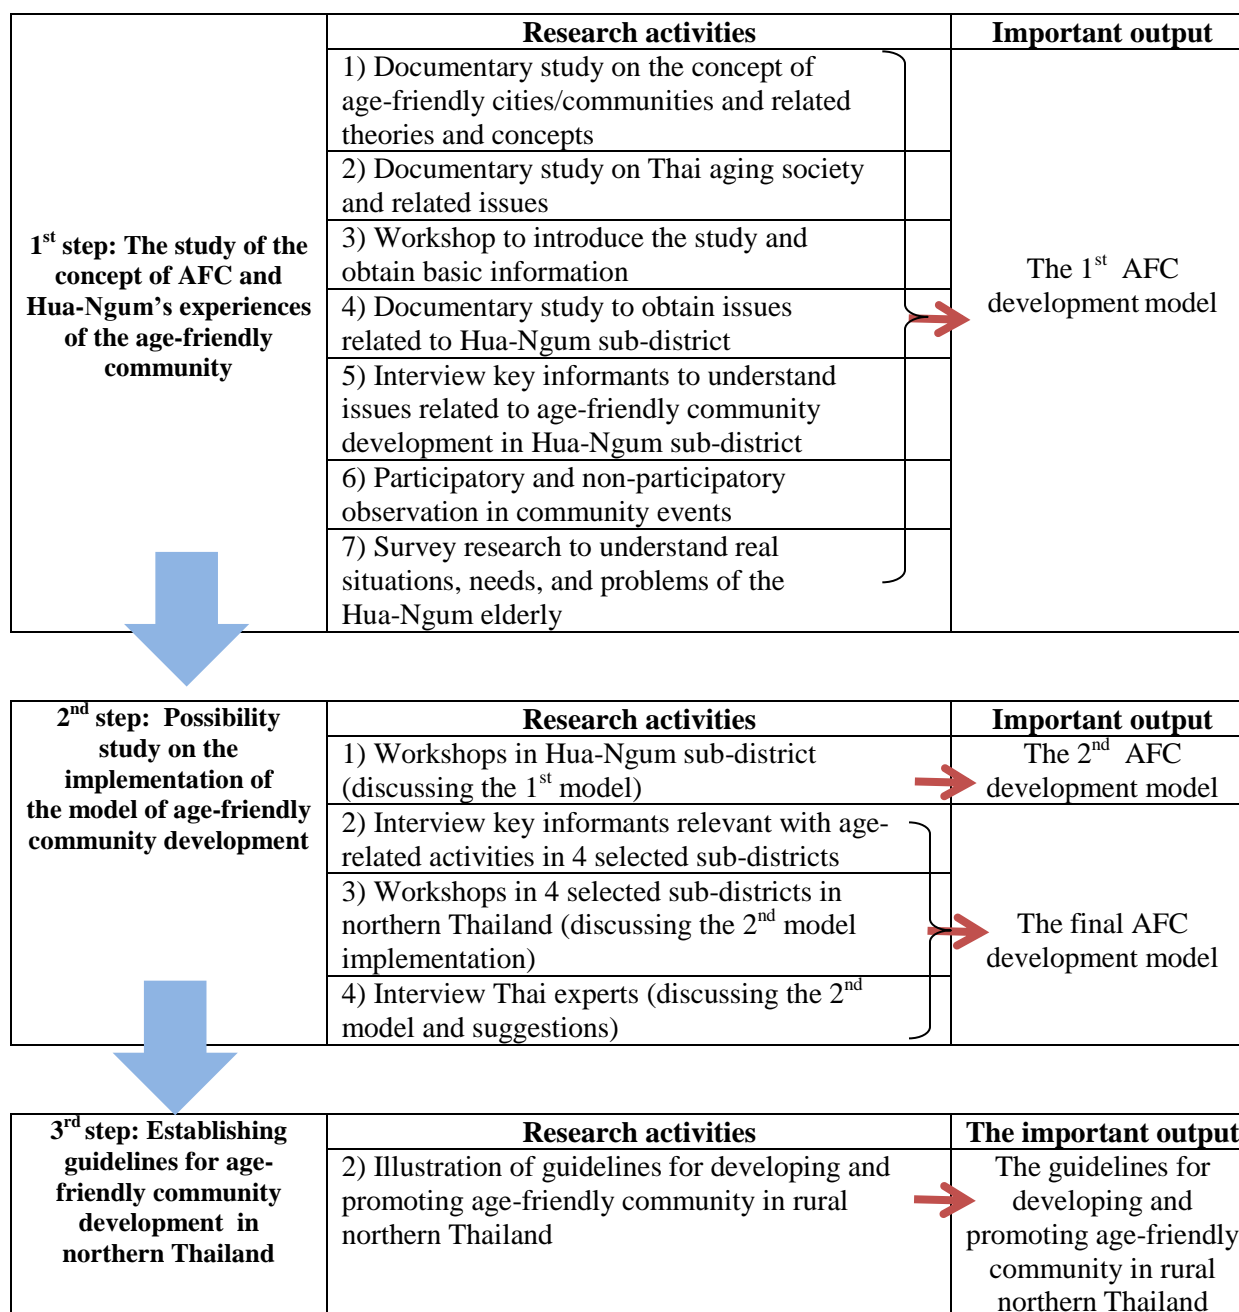 Research activities
Important output
1st step: The study of the
concept of AFC and
Hua-Ngum’s experiences
of the age-friendly
community
1) Documentary study on the concept of
age-friendly cities/communities and related
theories and concepts
2) Documentary study on Thai aging society
and related issues
3) Workshop to introduce the study and
obtain basic information
4) Documentary study to obtain issues
related to Hua-Ngum sub-district
5) Interview key informants to understand
issues related to age-friendly community
development in Hua-Ngum sub-district
6) Participatory and non-participatory
observation in community events
7) Survey research to understand real
situations, needs, and problems of the
Hua-Ngum elderly
The 1st AFC
development model
2nd step: Possibility
study on the
implementation of
the model of age-friendly
community development
Research activities
Important output
1) Workshops in Hua-Ngum sub-district
(discussing the 1st model)
The 2nd AFC
development model
2) Interview key informants relevant with age-
related activities in 4 selected sub-districts
3) Workshops in 4 selected sub-districts in
northern Thailand (discussing the 2nd model
implementation)
4) Interview Thai experts (discussing the 2nd
model and suggestions)
The final AFC
development model
3rd step: Establishing
guidelines for age-
friendly community
development in
northern Thailand
Research activities
The important output
2) Illustration of guidelines for developing and
promoting age-friendly community in rural
northern Thailand
The guidelines for
developing and
promoting age-friendly
community in rural
northern Thailand